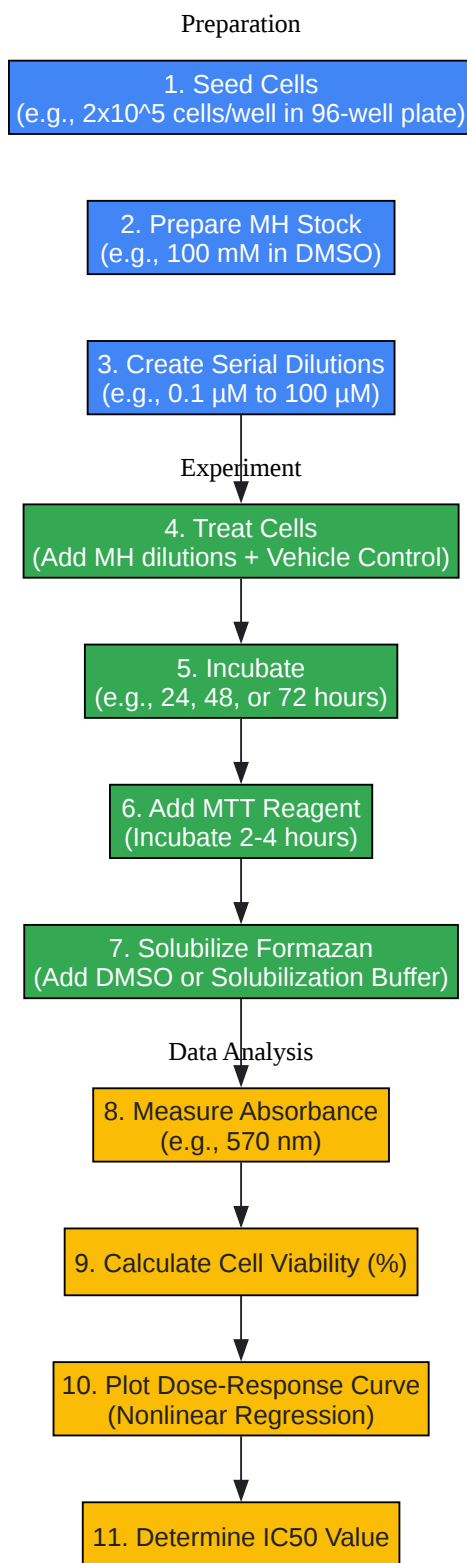 Preparation
1. Seed Cells
(e.g., 2x10^5 cells/well in 96-well plate)
2. Prepare MH Stock
(e.g., 100 mM in DMSO)
3. Create Serial Dilutions
(e.g., 0.1 µM to 100 µM)
Experiment
4. Treat Cells
(Add MH dilutions + Vehicle Control)
5. Incubate
(e.g., 24, 48, or 72 hours)
6. Add MTT Reagent
(Incubate 2-4 hours)
7. Solubilize Formazan
(Add DMSO or Solubilization Buffer)
Data Analysis
8. Measure Absorbance
(e.g., 570 nm)
9. Calculate Cell Viability (%)
10. Plot Dose-Response Curve
(Nonlinear Regression)
11. Determine IC50 Value